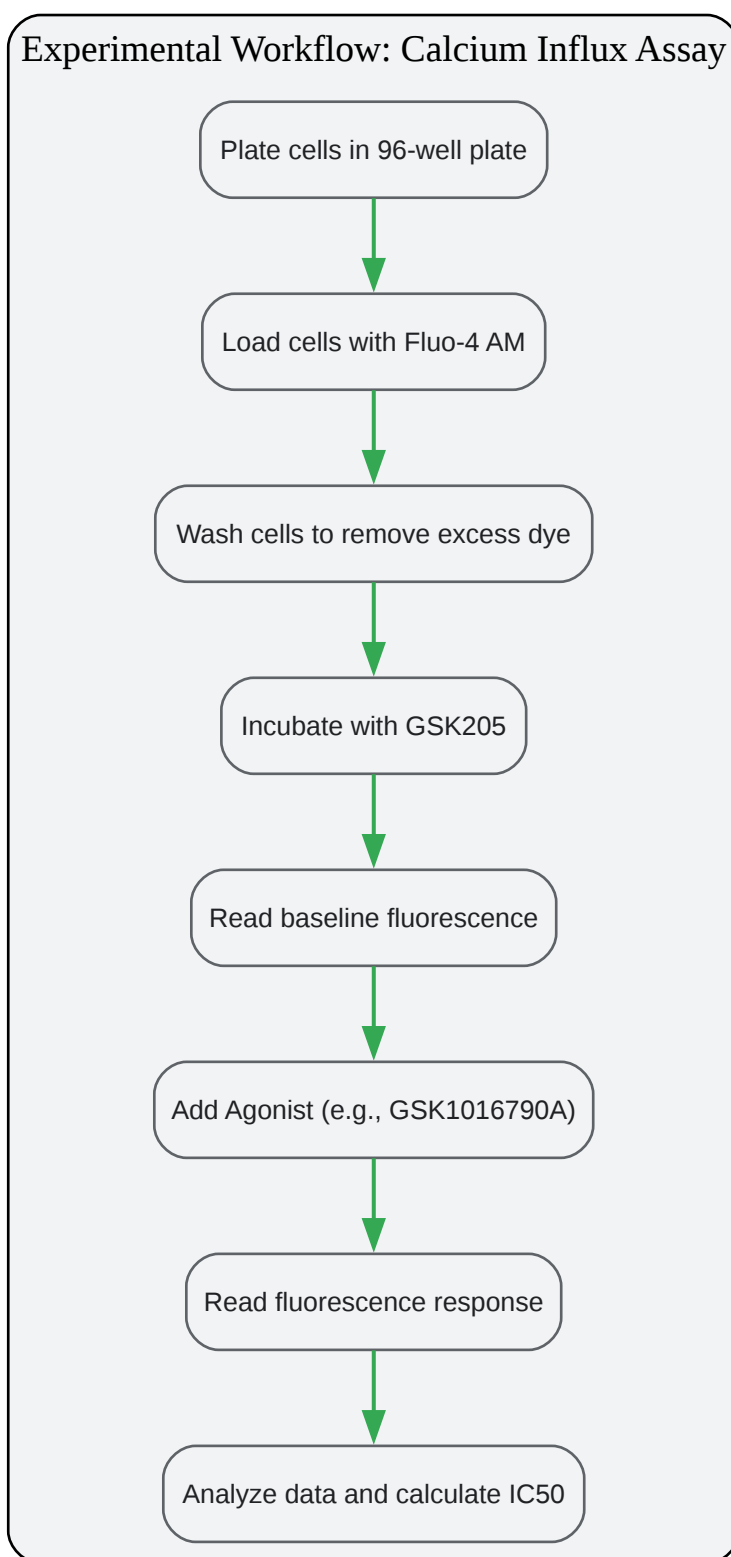 Experimental Workflow: Calcium Influx Assay
Plate cells in 96-well plate
Load cells with Fluo-4 AM
Wash cells to remove excess dye
Incubate with GSK205
Read baseline fluorescence
Add Agonist (e.g., GSK1016790A)
Read fluorescence response
Analyze data and calculate IC50